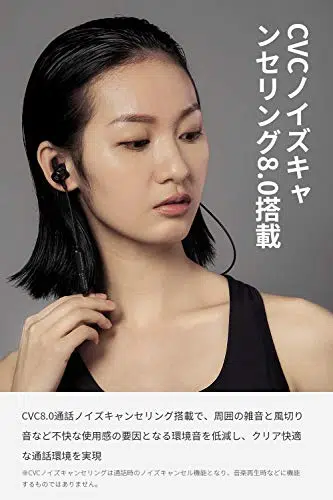 CVCノイズキャ
ンセリング8.0搭載
CVC8.0通話ノイズキャンセリング搭載で、周囲の雑音と風切り
音など不快な使用感の要因となる環境音を低減し、クリア快適
な通話環境を実現
※CVCノイズキャンセリングは通話時のノイズキャンセル機能となり、音楽再生時などに機能
するものではありません。